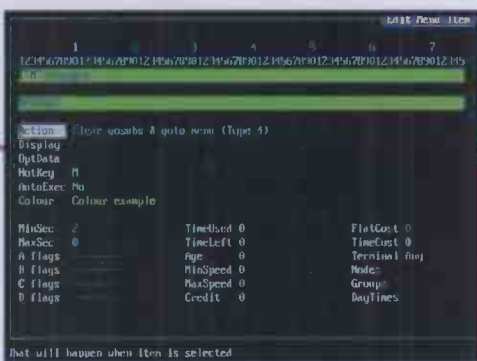 Edit Menu Item
1 2 3 4 5 6 7
123456789012345678901234567890123456789012345678901234567890123456789012345
Action Clear gosubs & goto menu (Type 4)
Display
OptData
HotKey M
AutoExec No
Colour Colour example
MinSec 2 TimeUsed 0 FlatCost 0
MaxSec 0 TimeLeft 0 TimeCost 0
A flags Age 0 Terminal Any
B flags MinSpeed 0 Nodes
C flags MaxSpeed 0 Groups
D flags Credit 0 DayTimes
What will happen when item is selected